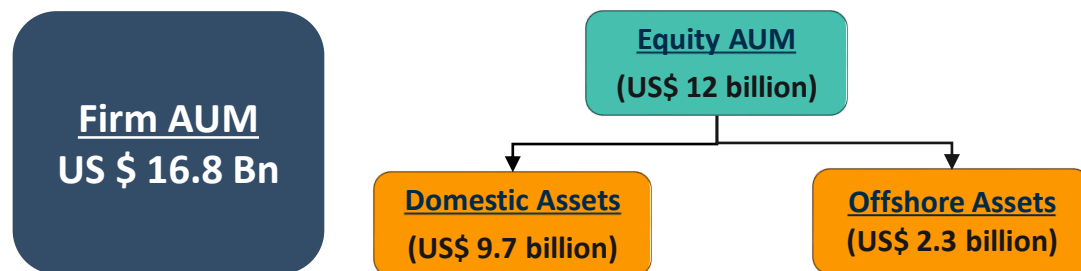 Firm AUM
US $ 16.8 Bn
Equity AUM
(US$ 12 billion)
Domestic Assets
(US$ 9.7 billion)
Offshore Assets
(US$ 2.3 billion)